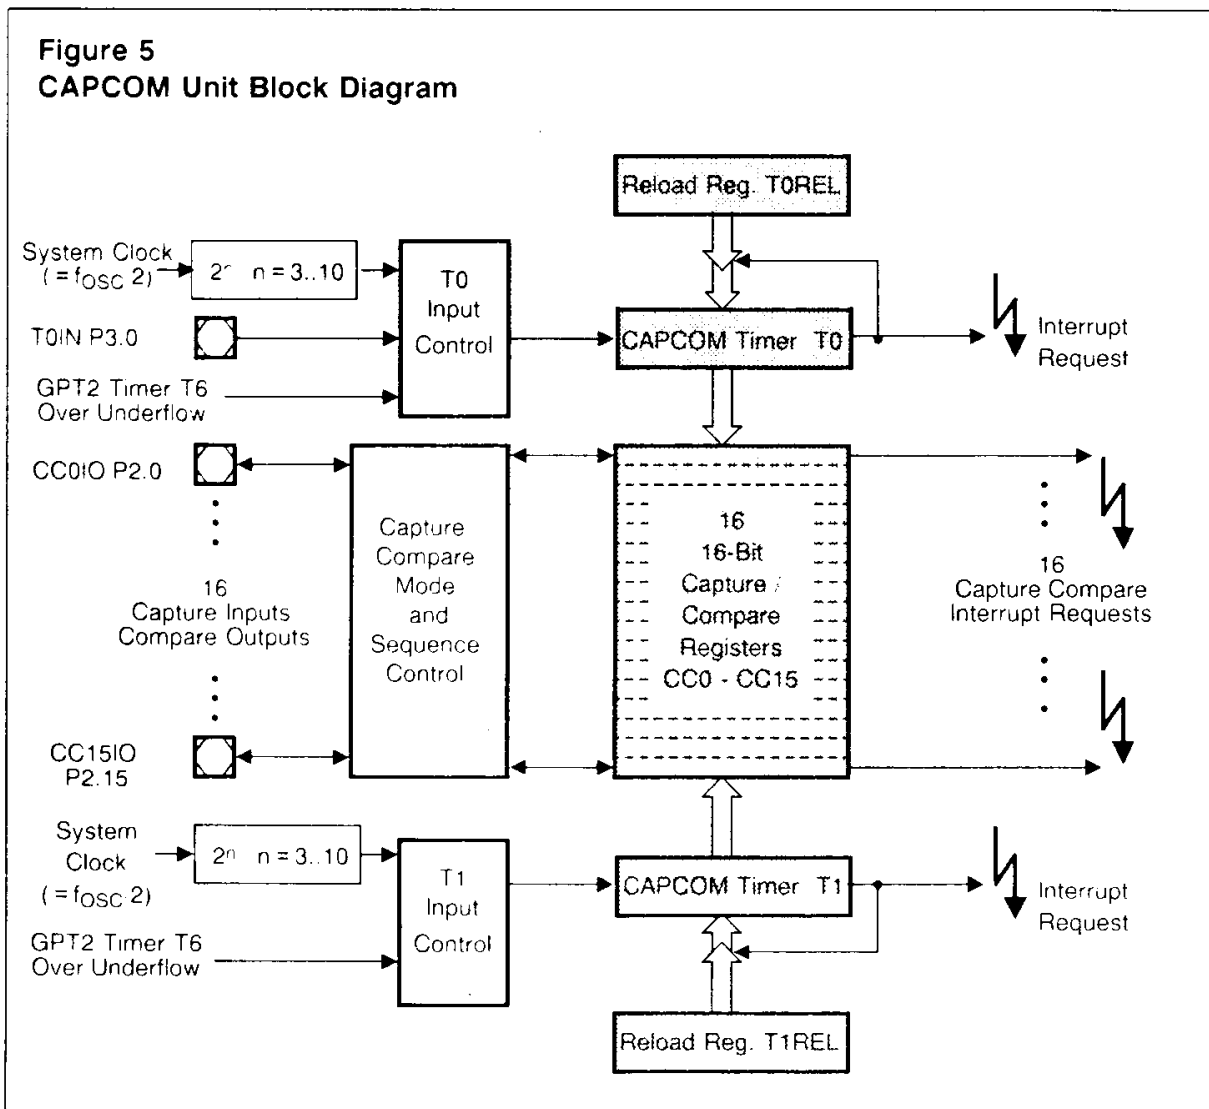 Figure 5
CAPCOM Unit Block Diagram
Reload Reg. T0REL
System Clock
( = fOSC 2)
2ⁿ n = 3..10
T0
Input
Control
T0IN P3.0
CAPCOM Timer T0
Interrupt
Request
GPT2 Timer T6
Over Underflow
CC0IO P2.0
Capture
Compare
Mode
and
Sequence
Control
16
16-Bit
Capture /
Compare
Registers
CC0 - CC15
16
Capture Inputs
Compare Outputs
16
Capture Compare
Interrupt Requests
CC15IO
P2.15
System
Clock
( = fOSC 2)
2ⁿ n = 3..10
T1
Input
Control
CAPCOM Timer T1
Interrupt
Request
GPT2 Timer T6
Over Underflow
Reload Reg. T1REL